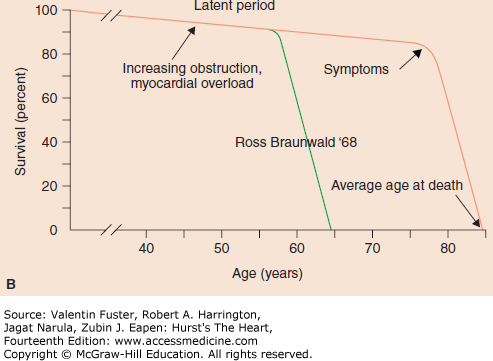 Latent period
100
80
60
40
20
0
Survival (percent)
Increasing obstruction,
myocardial overload
Symptoms
Ross Braunwald ‘68
Average age at death
40 50 60 70 80
Age (years)
B
Source: Valentin Fuster, Robert A. Harrington,
Jagat Narula, Zubin J. Eapen: Hurst's The Heart,
Fourteenth Edition: www.accessmedicine.com
Copyright © McGraw-Hill Education. All rights reserved.